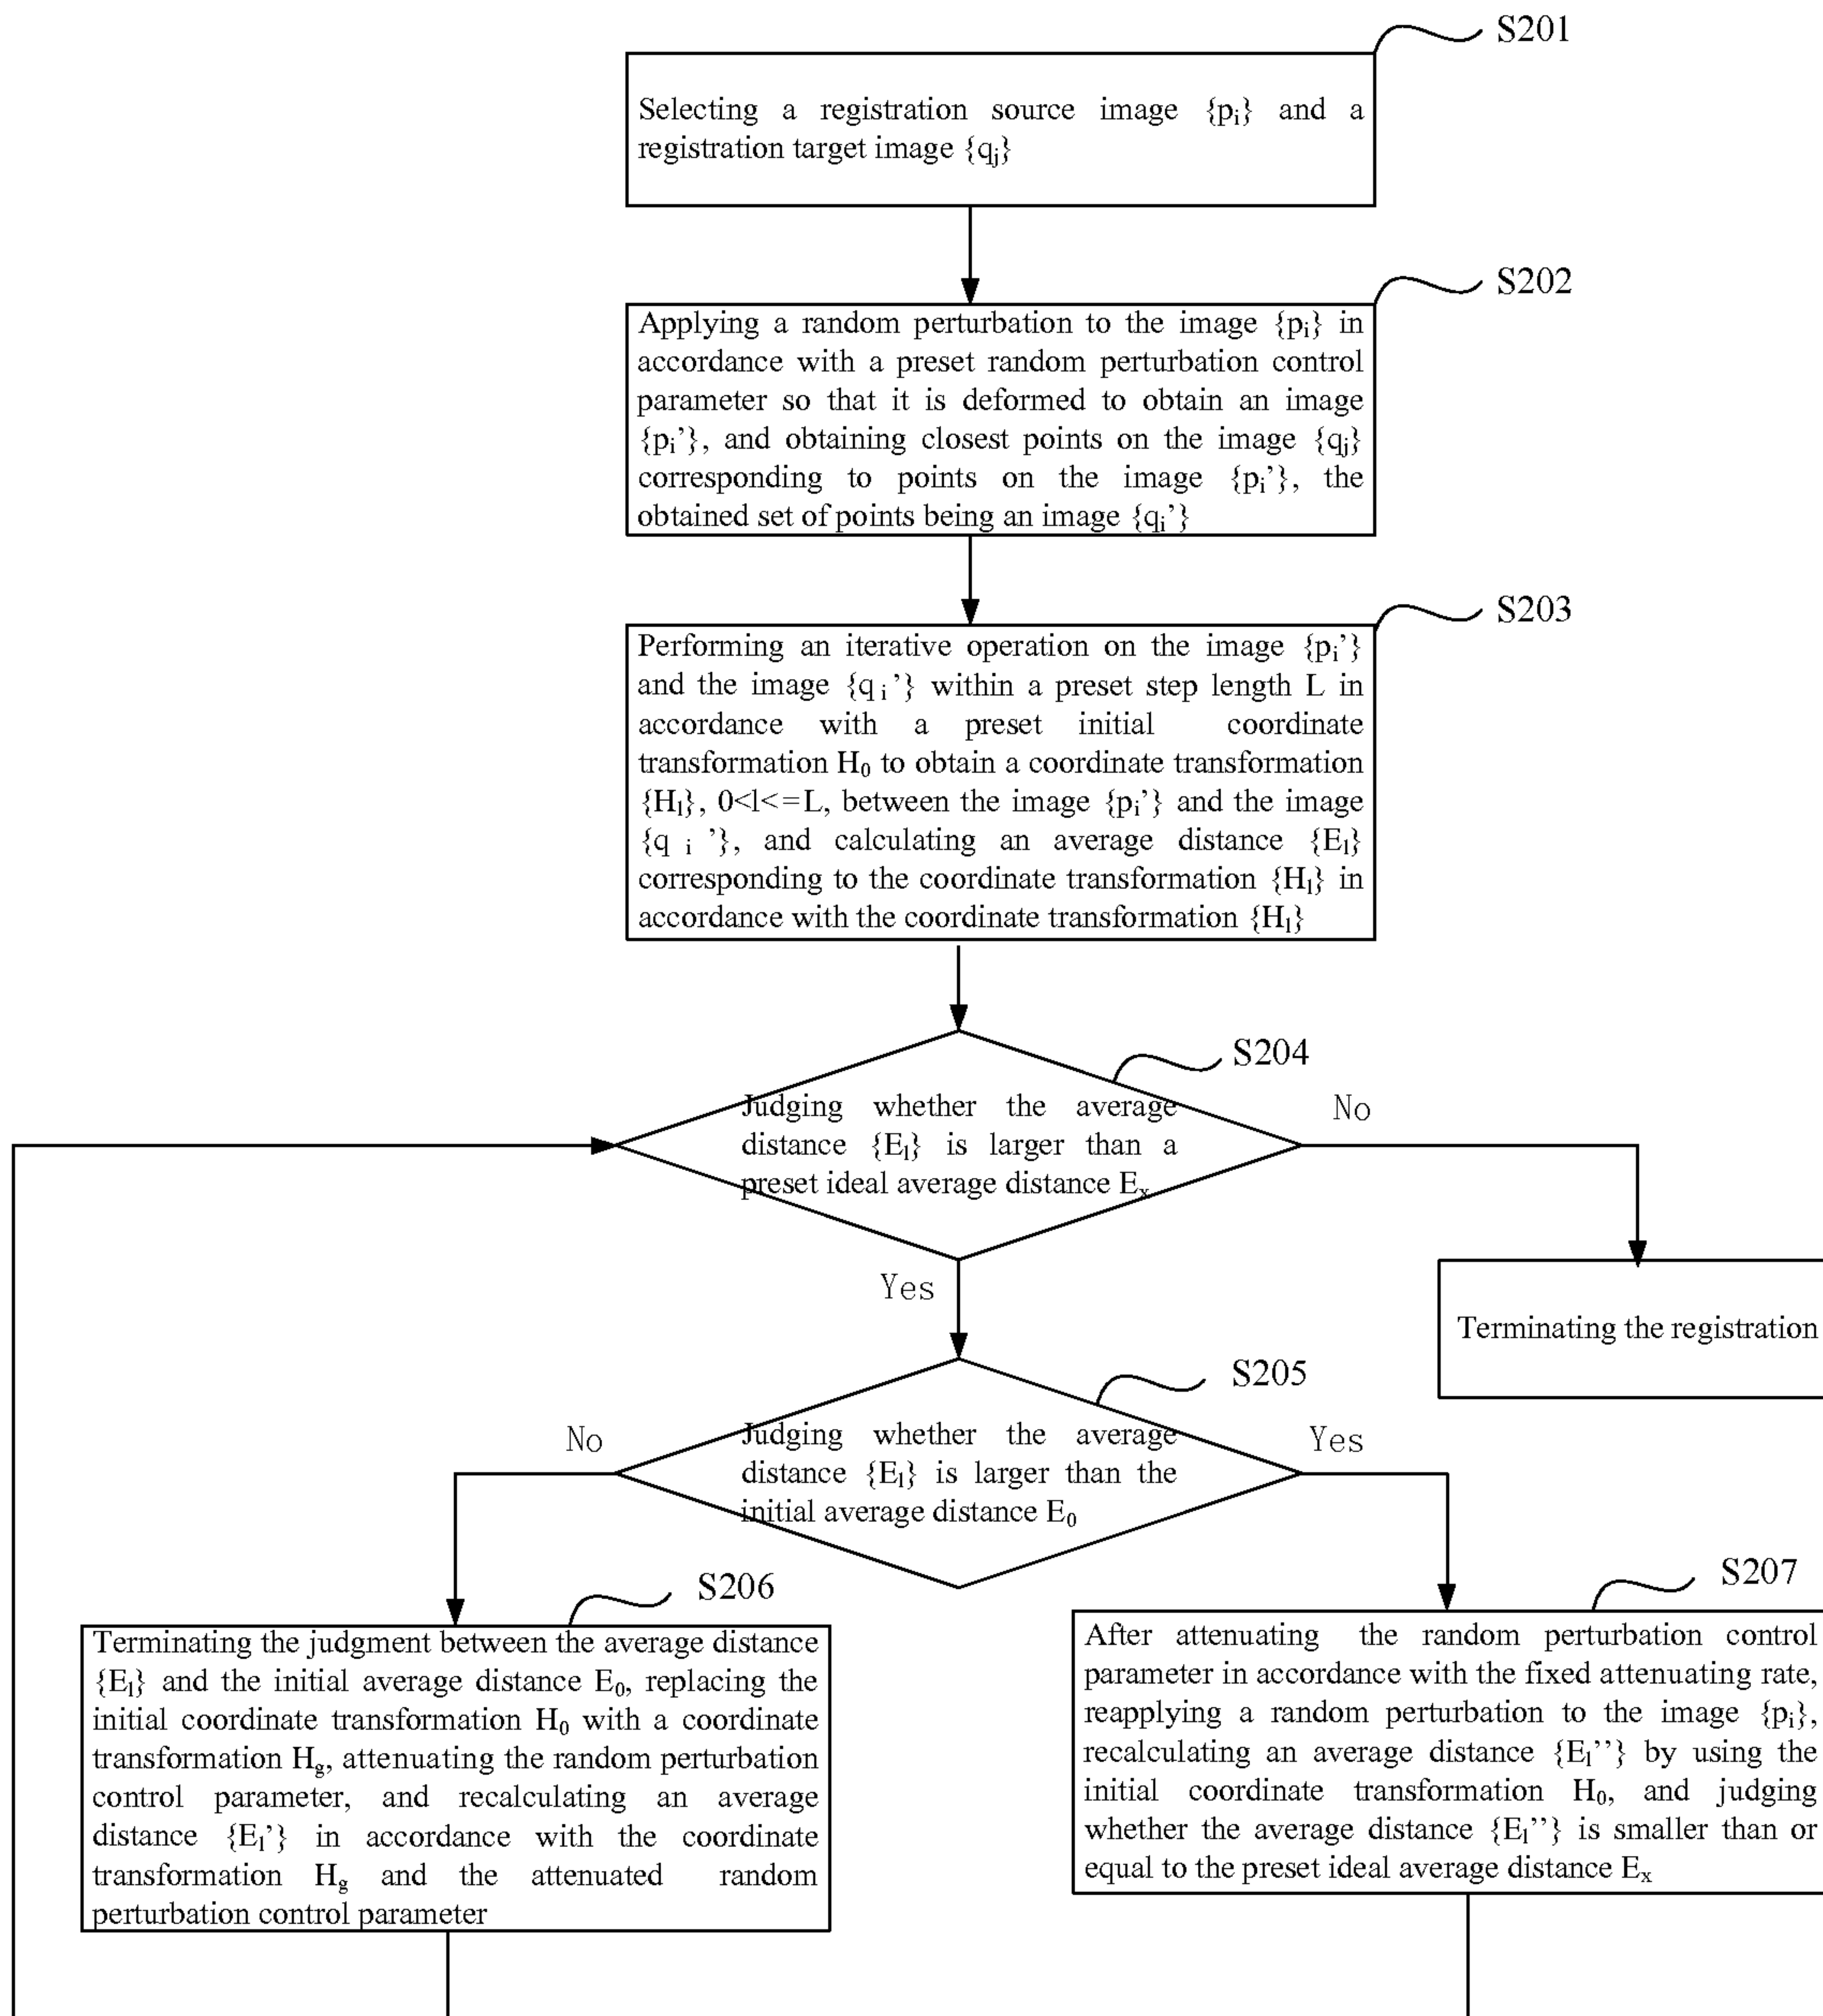 S201
Selecting a registration source image {pi} and a
registration target image {qj}
S202
Applying a random perturbation to the image {pi} in
accordance with a preset random perturbation control
parameter so that it is deformed to obtain an image
{pi’}, and obtaining closest points on the image {qj}
corresponding to points on the image {pi’}, the
obtained set of points being an image {qi’}
S203
Performing an iterative operation on the image {pi’}
and the image {qi’} within a preset step length L in
accordance with a preset initial coordinate
transformation H0 to obtain a coordinate transformation
{Hl}, 0<l<=L, between the image {pi’} and the image
{q i ’}, and calculating an average distance {El}
corresponding to the coordinate transformation {Hl} in
accordance with the coordinate transformation {Hl}
S204
Judging whether the average
distance {El} is larger than a
preset ideal average distance Ex
No
Yes
Terminating the registration
S205
Judging whether the average
distance {El} is larger than the
initial average distance E0
No
Yes
S206
Terminating the judgment between the average distance
{El} and the initial average distance E0, replacing the
initial coordinate transformation H0 with a coordinate
transformation Hg, attenuating the random perturbation
control parameter, and recalculating an average
distance {El’} in accordance with the coordinate
transformation Hg and the attenuated random
perturbation control parameter
S207
After attenuating the random perturbation control
parameter in accordance with the fixed attenuating rate,
reapplying a random perturbation to the image {pi},
recalculating an average distance {El’’} by using the
initial coordinate transformation H0, and judging
whether the average distance {El’’} is smaller than or
equal to the preset ideal average distance Ex